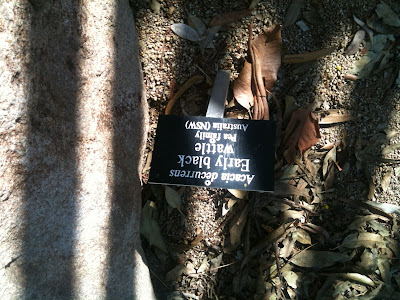 Acacia decurrens
Early black
wattle
Pea family
Australia (NSW)